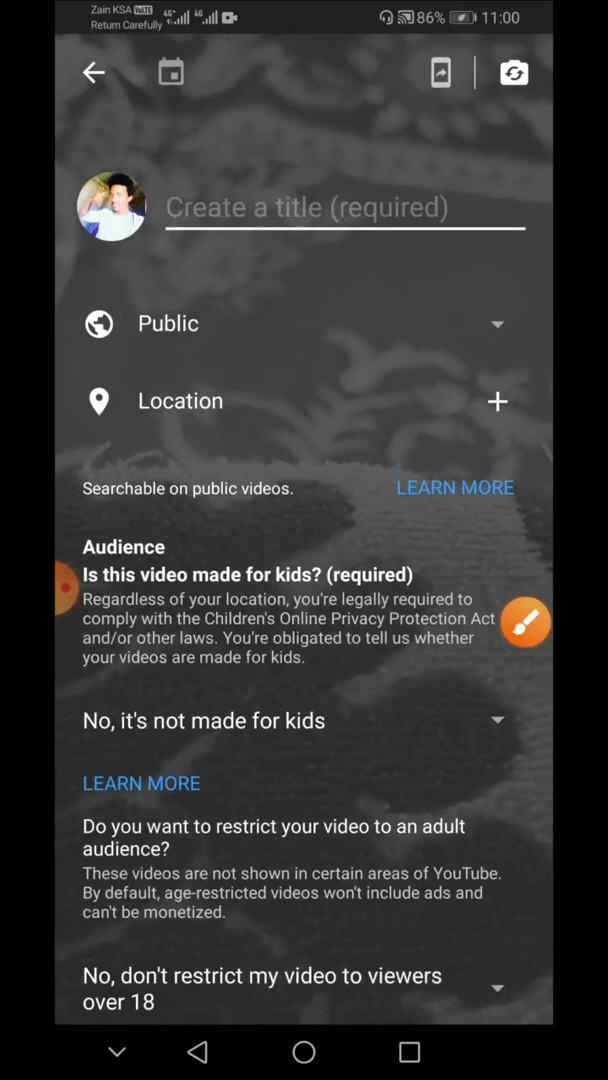 Zain KSA VoLTE
Return Carefully
4G+ 4G 86% 11:00
Create a title (required)
Public
Location
Searchable on public videos. LEARN MORE
Audience
Is this video made for kids? (required)
Regardless of your location, you're legally required to
comply with the Children's Online Privacy Protection Act
and/or other laws. You're obligated to tell us whether
your videos are made for kids.
No, it's not made for kids
LEARN MORE
Do you want to restrict your video to an adult
audience?
These videos are not shown in certain areas of YouTube.
By default, age-restricted videos won't include ads and
can't be monetized.
No, don't restrict my video to viewers
over 18